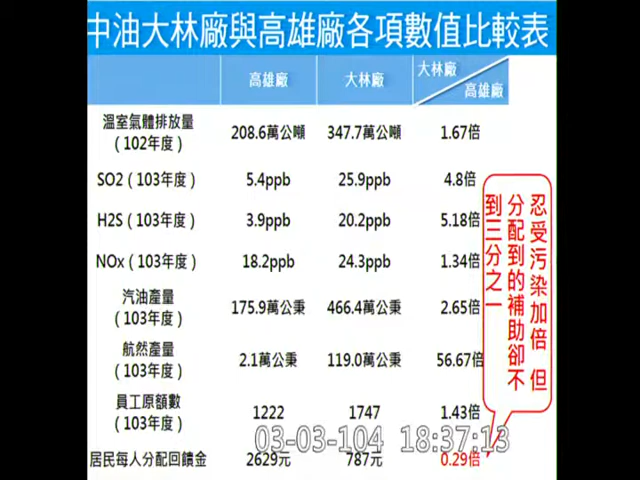 中油大林廠與高雄廠各項數值比較表
高雄廠 大林廠 大林廠 高雄廠
溫室氣體排放量
(102年度) 208.6萬公噸 347.7萬公噸 1.67倍
SO2(103年度) 5.4ppb 25.9ppb 4.8倍
H2S(103年度) 3.9ppb 20.2ppb 5.18倍
NOx(103年度) 18.2ppb 24.3ppb 1.34倍
汽油產量
(103年度) 175.9萬公秉 466.4萬公秉 2.65倍
航然產量
(103年度) 2.1萬公秉 119.0萬公秉 56.67倍
員工原額數
(103年度) 1222 1747 1.43倍
居民每人分配回饋金 2629元 787元 0.29倍
忍受污染加倍 但
分配到的補助卻不
到三分之一
03-03-104 18:37:13